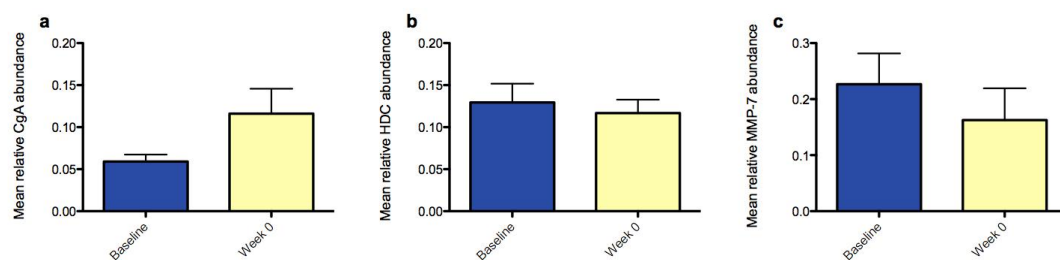 a
Mean relative CgA abundance
0.20
0.15
0.10
0.05
0.00
Baseline
Week 0
b
Mean relative HDC abundance
0.20
0.15
0.10
0.05
0.00
Baseline
Week 0
c
Mean relative MMP-7 abundance
0.3
0.2
0.1
0.0
Baseline
Week 0